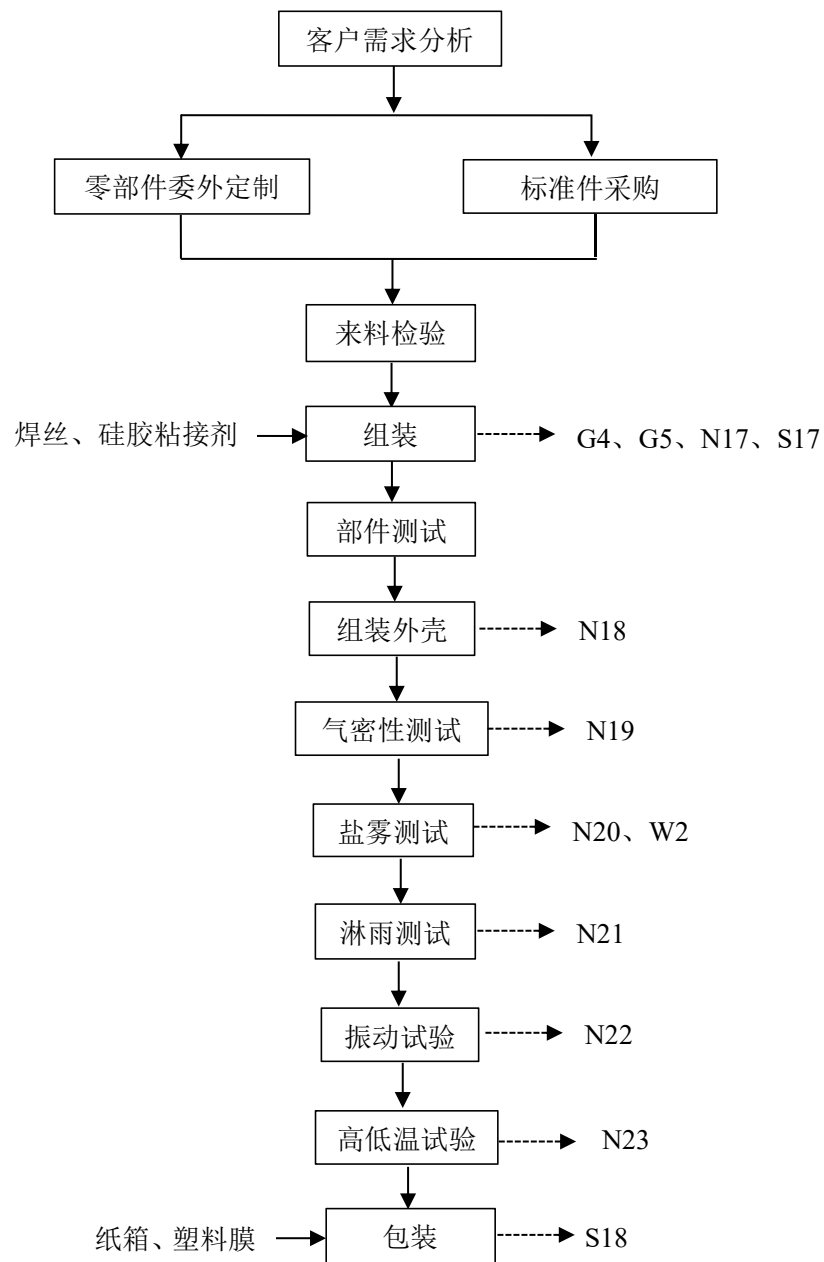 客户需求分析
零部件委外定制
标准件采购
来料检验
焊丝、硅胶粘接剂
组装
G4、G5、N17、S17
部件测试
组装外壳
N18
气密性测试
N19
盐雾测试
N20、W2
淋雨测试
N21
振动试验
N22
高低温试验
N23
纸箱、塑料膜
包装
S18